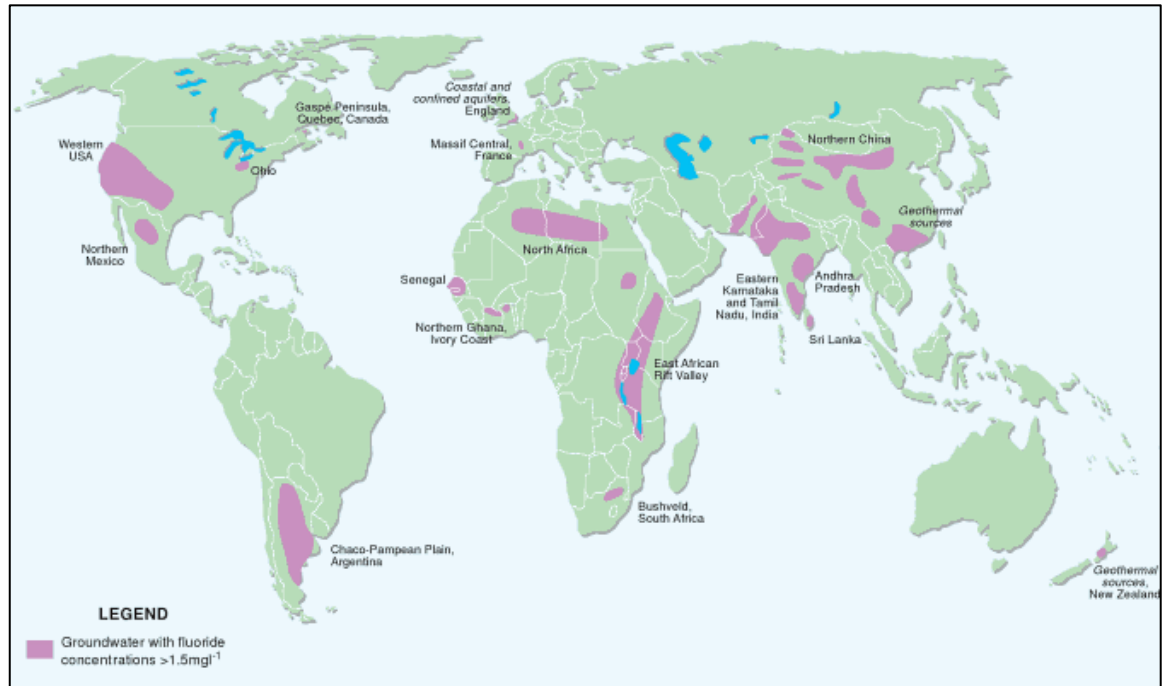 Coastal and
confined aquifers,
England
Gaspé Peninsula,
Quebec, Canada
Western
USA
Massif Central,
France
Northern China
Ohio
Geothermal
sources
Northern
Mexico
North Africa
Senegal
Eastern
Karnataka
and Tamil
Nadu, India
Andhra
Pradesh
Northern Ghana,
Ivory Coast
Sri Lanka
East African
Rift Valley
Bushveld,
South Africa
Chaco-Pampean Plain,
Argentina
Geothermal
sources,
New Zealand
LEGEND
Groundwater with fluoride
concentrations >1.5mgl⁻¹